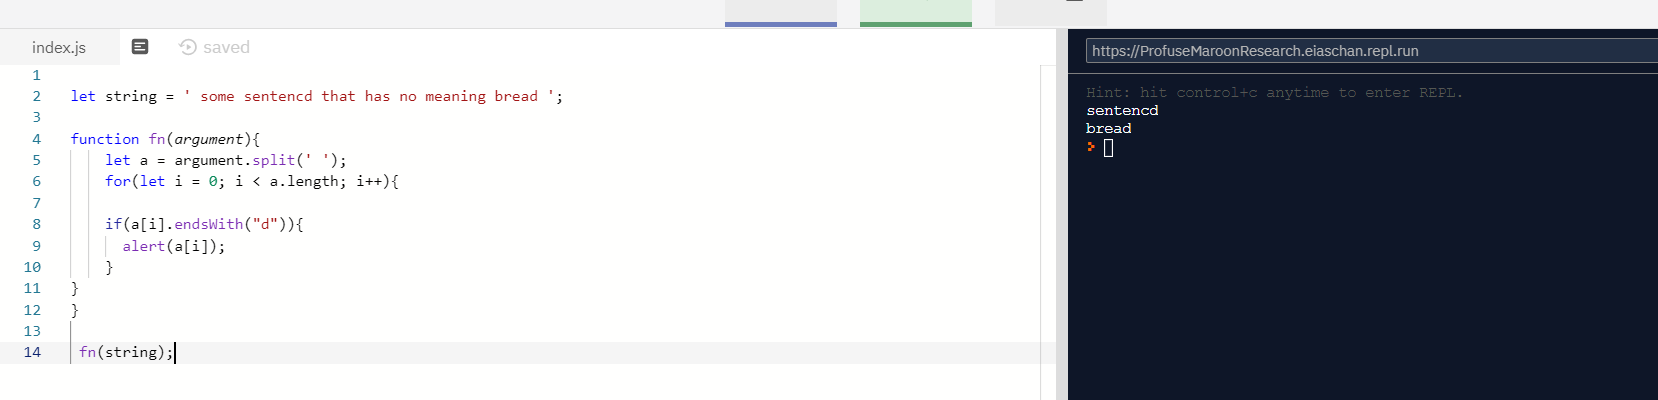 index.js saved
https://ProfuseMaroonResearch.eiaschan.repl.run
1
2 let string = ' some sentencd that has no meaning bread ';
3
4 function fn(argument){
5 let a = argument.split(' ');
6 for(let i = 0; i < a.length; i++){
7
8 if(a[i].endsWith("d")){
9 alert(a[i]);
10 }
11 }
12 }
13
14 fn(string);
Hint: hit control+c anytime to enter REPL.
sentencd
bread